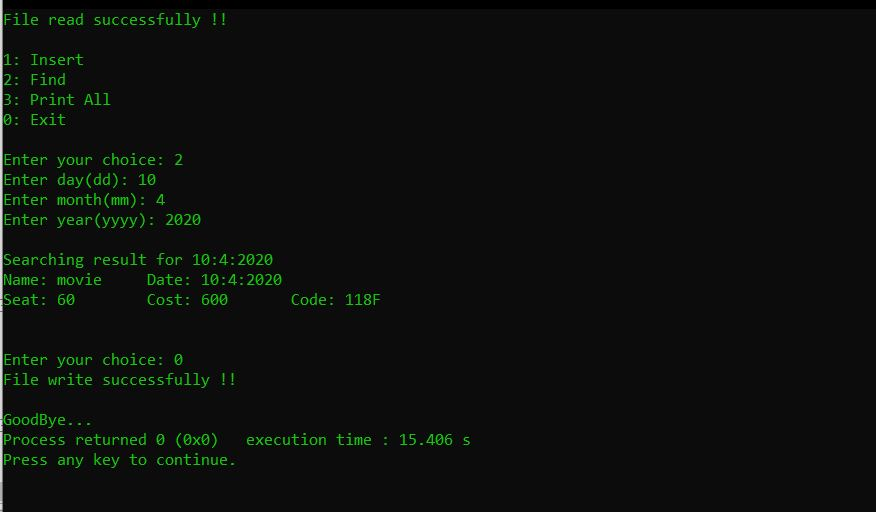 File read successfully !!
1: Insert
2: Find
3: Print All
0: Exit
Enter your choice: 2
Enter day(dd): 10
Enter month(mm): 4
Enter year(yyyy): 2020
Searching result for 10:4:2020
Name: movie     Date: 10:4:2020
Seat: 60        Cost: 600       Code: 118F
Enter your choice: 0
File write successfully !!
GoodBye...
Process returned 0 (0x0)   execution time : 15.406 s
Press any key to continue.